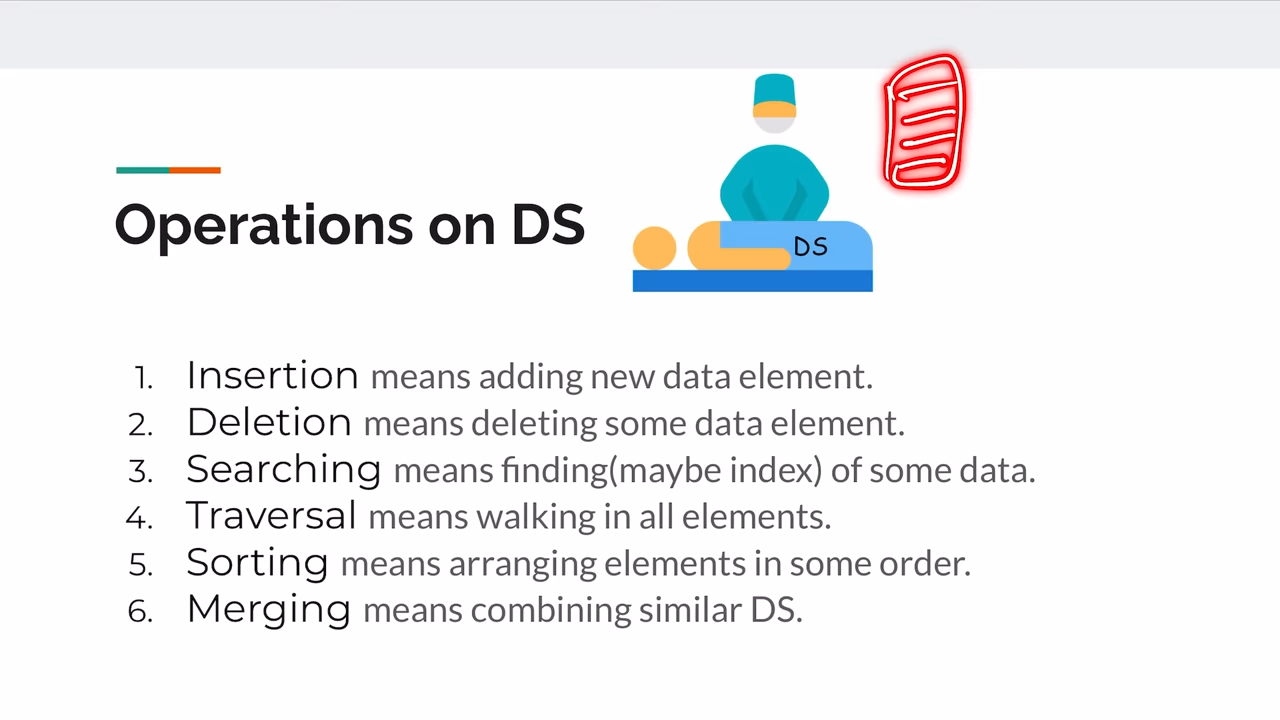 Operations on DS
DS
1. Insertion means adding new data element.
2. Deletion means deleting some data element.
3. Searching means finding(maybe index) of some data.
4. Traversal means walking in all elements.
5. Sorting means arranging elements in some order.
6. Merging means combining similar DS.